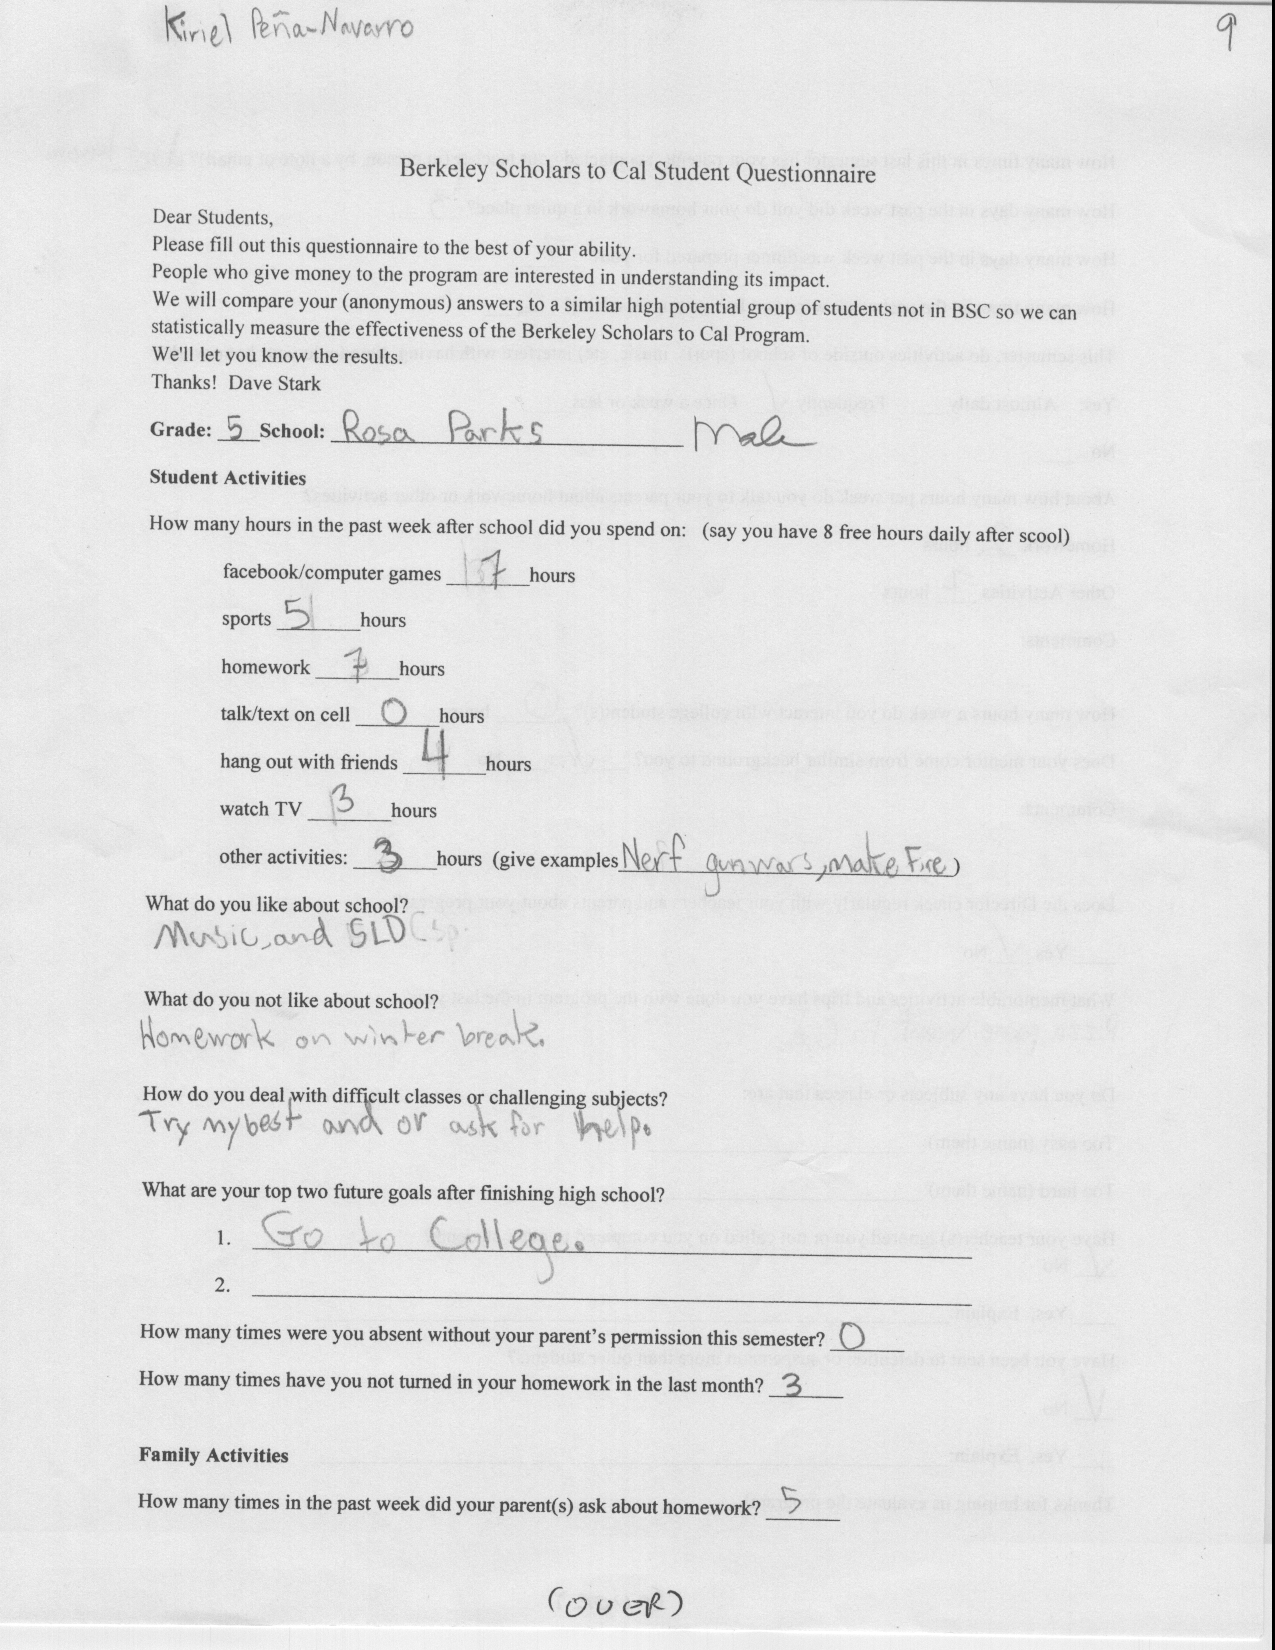 Kiriel Peña-Navarro
9
Berkeley Scholars to Cal Student Questionnaire
Dear Students,
Please fill out this questionnaire to the best of your ability.
People who give money to the program are interested in understanding its impact.
We will compare your (anonymous) answers to a similar high potential group of students not in BSC so we can
statistically measure the effectiveness of the Berkeley Scholars to Cal Program.
We'll let you know the results.
Thanks! Dave Stark
Grade: 5 School: Rosa Parks Male
Student Activities
How many hours in the past week after school did you spend on: (say you have 8 free hours daily after scool)
facebook/computer games 7 hours
sports 5 hours
homework 7 hours
talk/text on cell 0 hours
hang out with friends 4 hours
watch TV 3 hours
other activities: 3 hours (give examples Nerf gunwars, make Fire)
What do you like about school?
Music, and SLD
What do you not like about school?
Homework on winter break.
How do you deal with difficult classes or challenging subjects?
Try my best and or ask for help.
What are your top two future goals after finishing high school?
1. Go to College.
2.
How many times were you absent without your parent's permission this semester? 0
How many times have you not turned in your homework in the last month? 3
Family Activities
How many times in the past week did your parent(s) ask about homework? 5
(OVER)